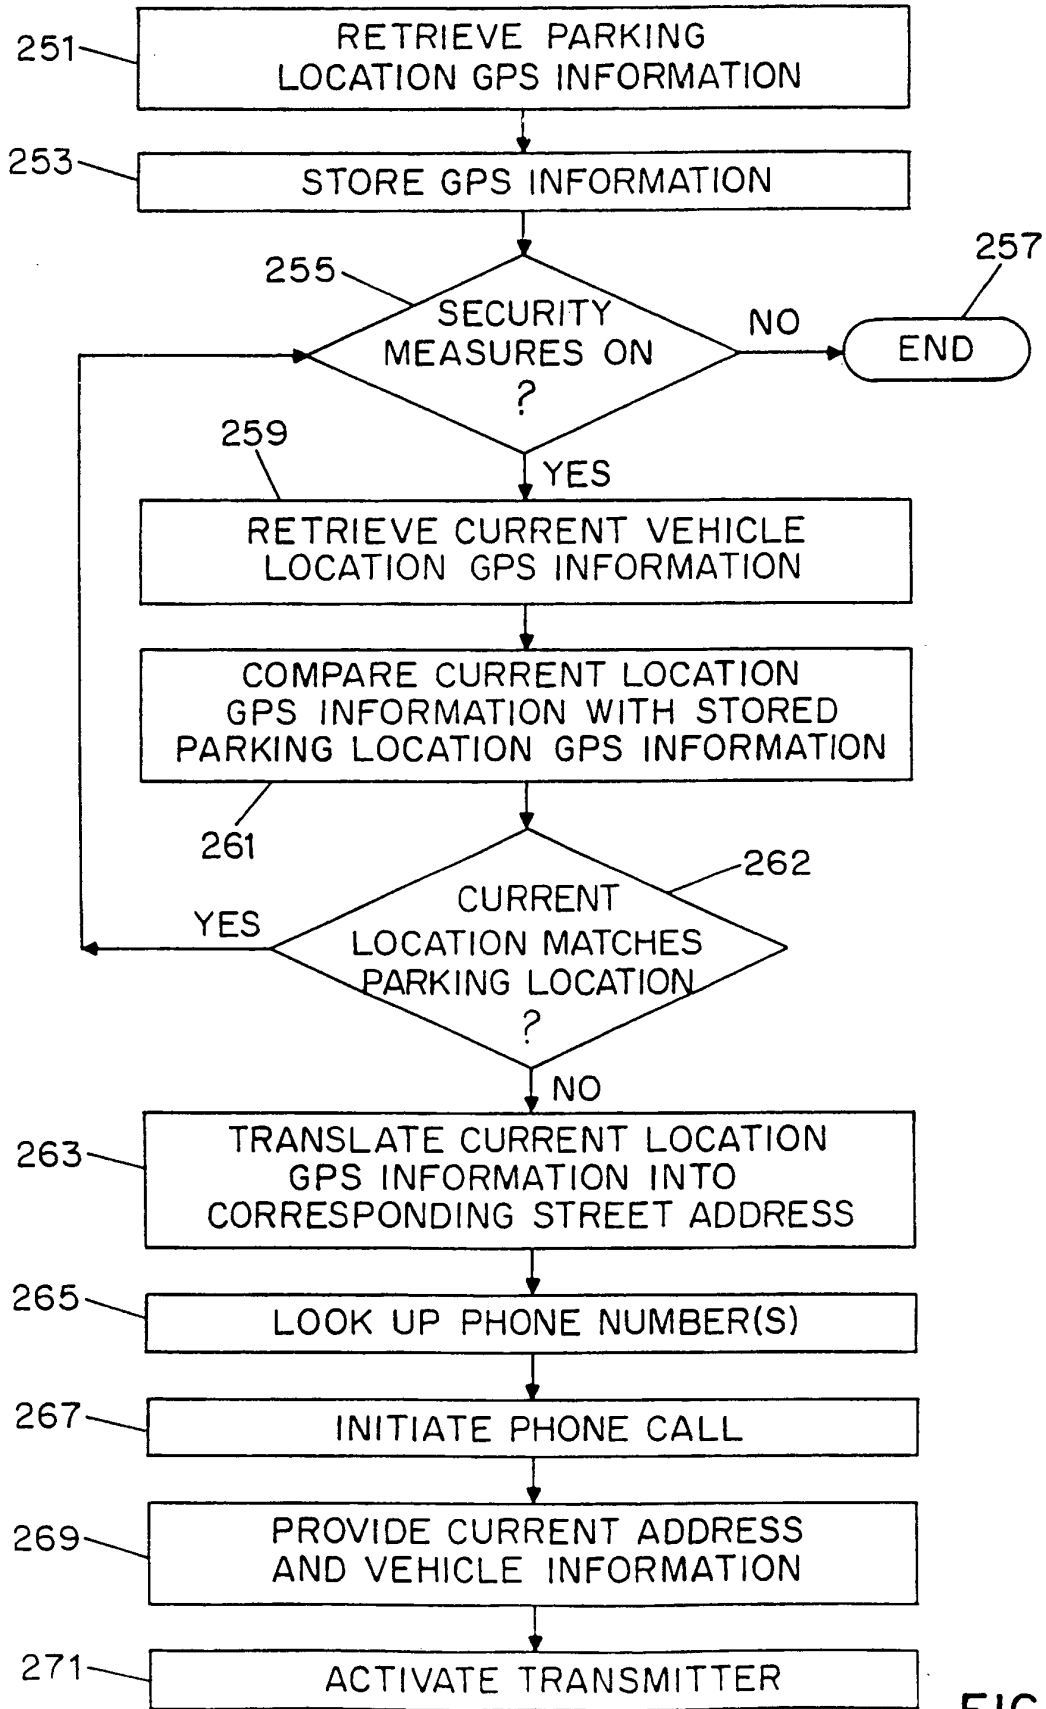 251
RETRIEVE PARKING
LOCATION GPS INFORMATION
253
STORE GPS INFORMATION
257
255
SECURITY
MEASURES ON
?
NO
END
259
YES
RETRIEVE CURRENT VEHICLE
LOCATION GPS INFORMATION
COMPARE CURRENT LOCATION
GPS INFORMATION WITH STORED
PARKING LOCATION GPS INFORMATION
261
262
YES
CURRENT
LOCATION MATCHES
PARKING LOCATION
?
NO
263
TRANSLATE CURRENT LOCATION
GPS INFORMATION INTO
CORRESPONDING STREET ADDRESS
265
LOOK UP PHONE NUMBER(S)
267
INITIATE PHONE CALL
269
PROVIDE CURRENT ADDRESS
AND VEHICLE INFORMATION
271
ACTIVATE TRANSMITTER